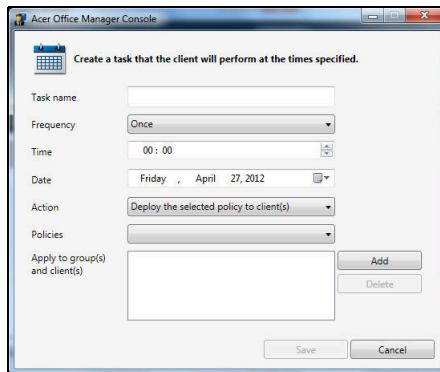 Acer Office Manager Console
Create a task that the client will perform at the times specified.
Task name
Frequency Once
Time 00 : 00
Date Friday , April 27, 2012
Action Deploy the selected policy to client(s)
Policies
Apply to group(s) Add
and client(s)
Delete
Save Cancel